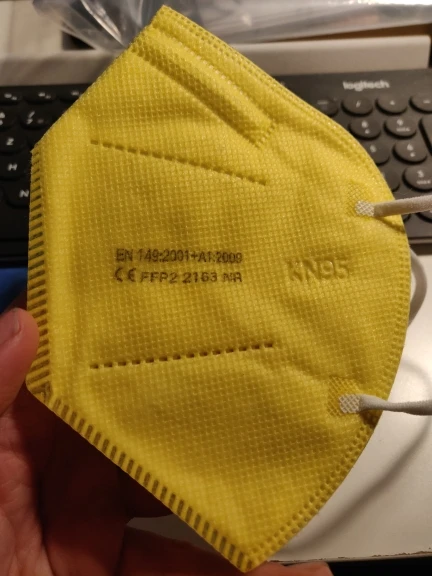 logitech
EN 149:2001+A1:2009
CE FFP2 2163 NR
KN95